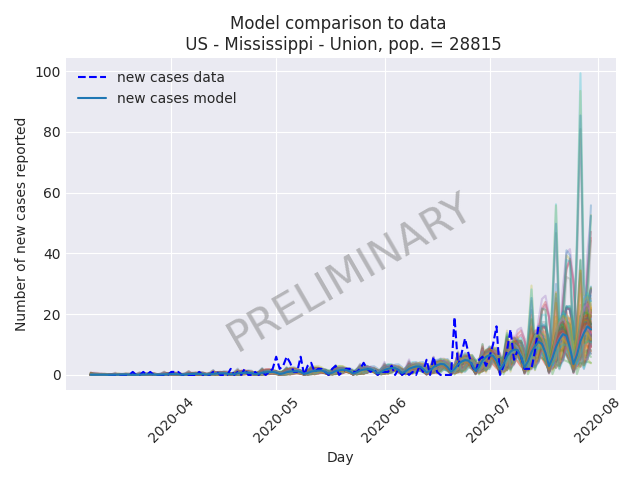 Model comparison to data
US - Mississippi - Union, pop. = 28815
new cases data
new cases model
PRELIMINARY
Number of new cases reported
100
80
60
40
20
0
2020-04
2020-05
2020-06
2020-07
2020-08
Day